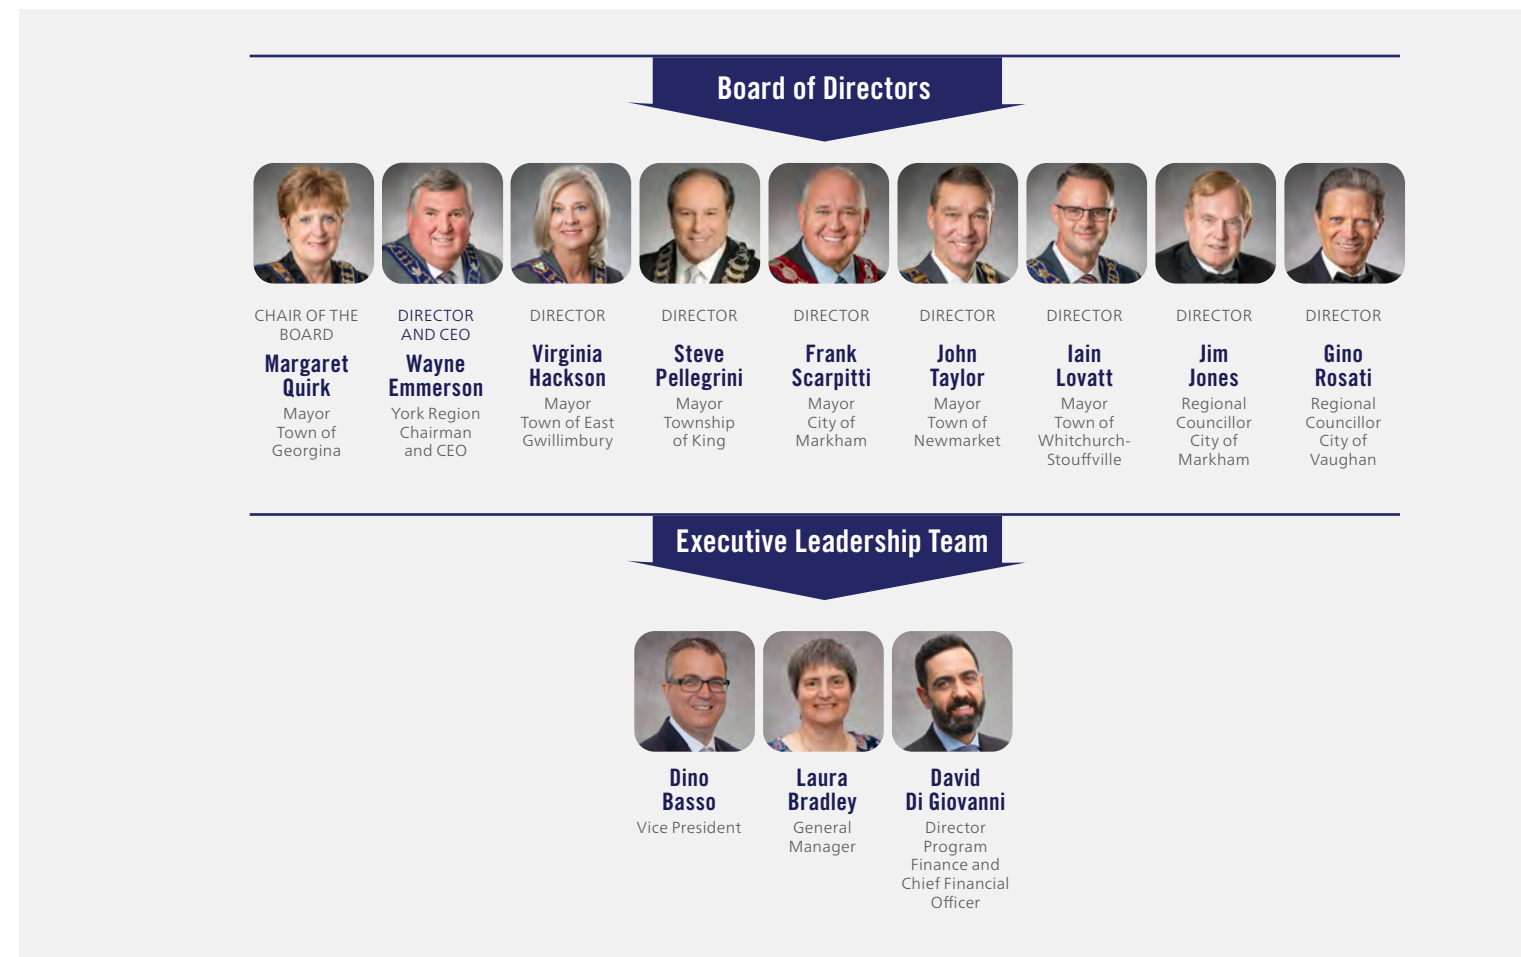 Board of Directors
CHAIR OF THE
BOARD
Margaret
Quirk
Mayor
Town of
Georgina
DIRECTOR
AND CEO
Wayne
Emmerson
York Region
Chairman
and CEO
DIRECTOR
Virginia
Hackson
Mayor
Town of East
Gwillimbury
DIRECTOR
Steve
Pellegrini
Mayor
Township
of King
DIRECTOR
Frank
Scarpitti
Mayor
City of
Markham
DIRECTOR
John
Taylor
Mayor
Town of
Newmarket
DIRECTOR
Iain
Lovatt
Mayor
Town of
Whitchurch-
Stouffville
DIRECTOR
Jim
Jones
Regional
Councillor
City of
Markham
DIRECTOR
Gino
Rosati
Regional
Councillor
City of
Vaughan
Executive Leadership Team
Dino
Basso
Vice President
Laura
Bradley
General
Manager
David
Di Giovanni
Director
Program
Finance and
Chief Financial
Officer